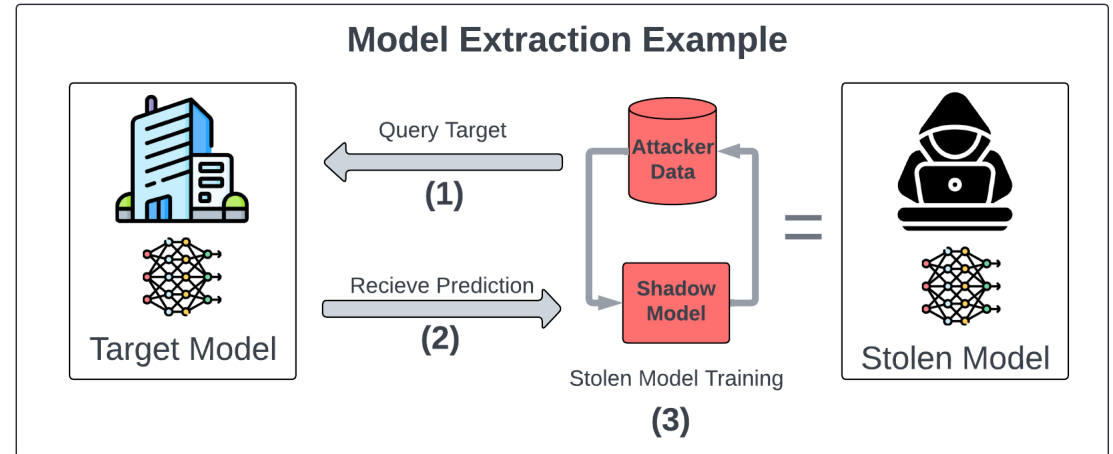 Model Extraction Example
Query Target
(1)
Recieve Prediction
(2)
Target Model
Attacker
Data
Shadow
Model
Stolen Model Training
(3)
Stolen Model